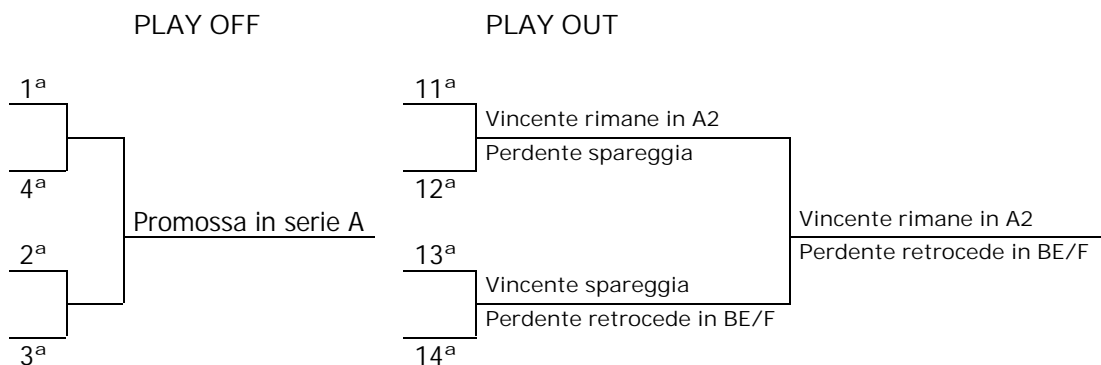 PLAY OFF
PLAY OUT
1ª
4ª
Promossa in serie A
2ª
3ª
11ª
Vincente rimane in A2
Perdente spareggia
12ª
13ª
Vincente spareggia
Perdente retrocede in BE/F
14ª
Vincente rimane in A2
Perdente retrocede in BE/F